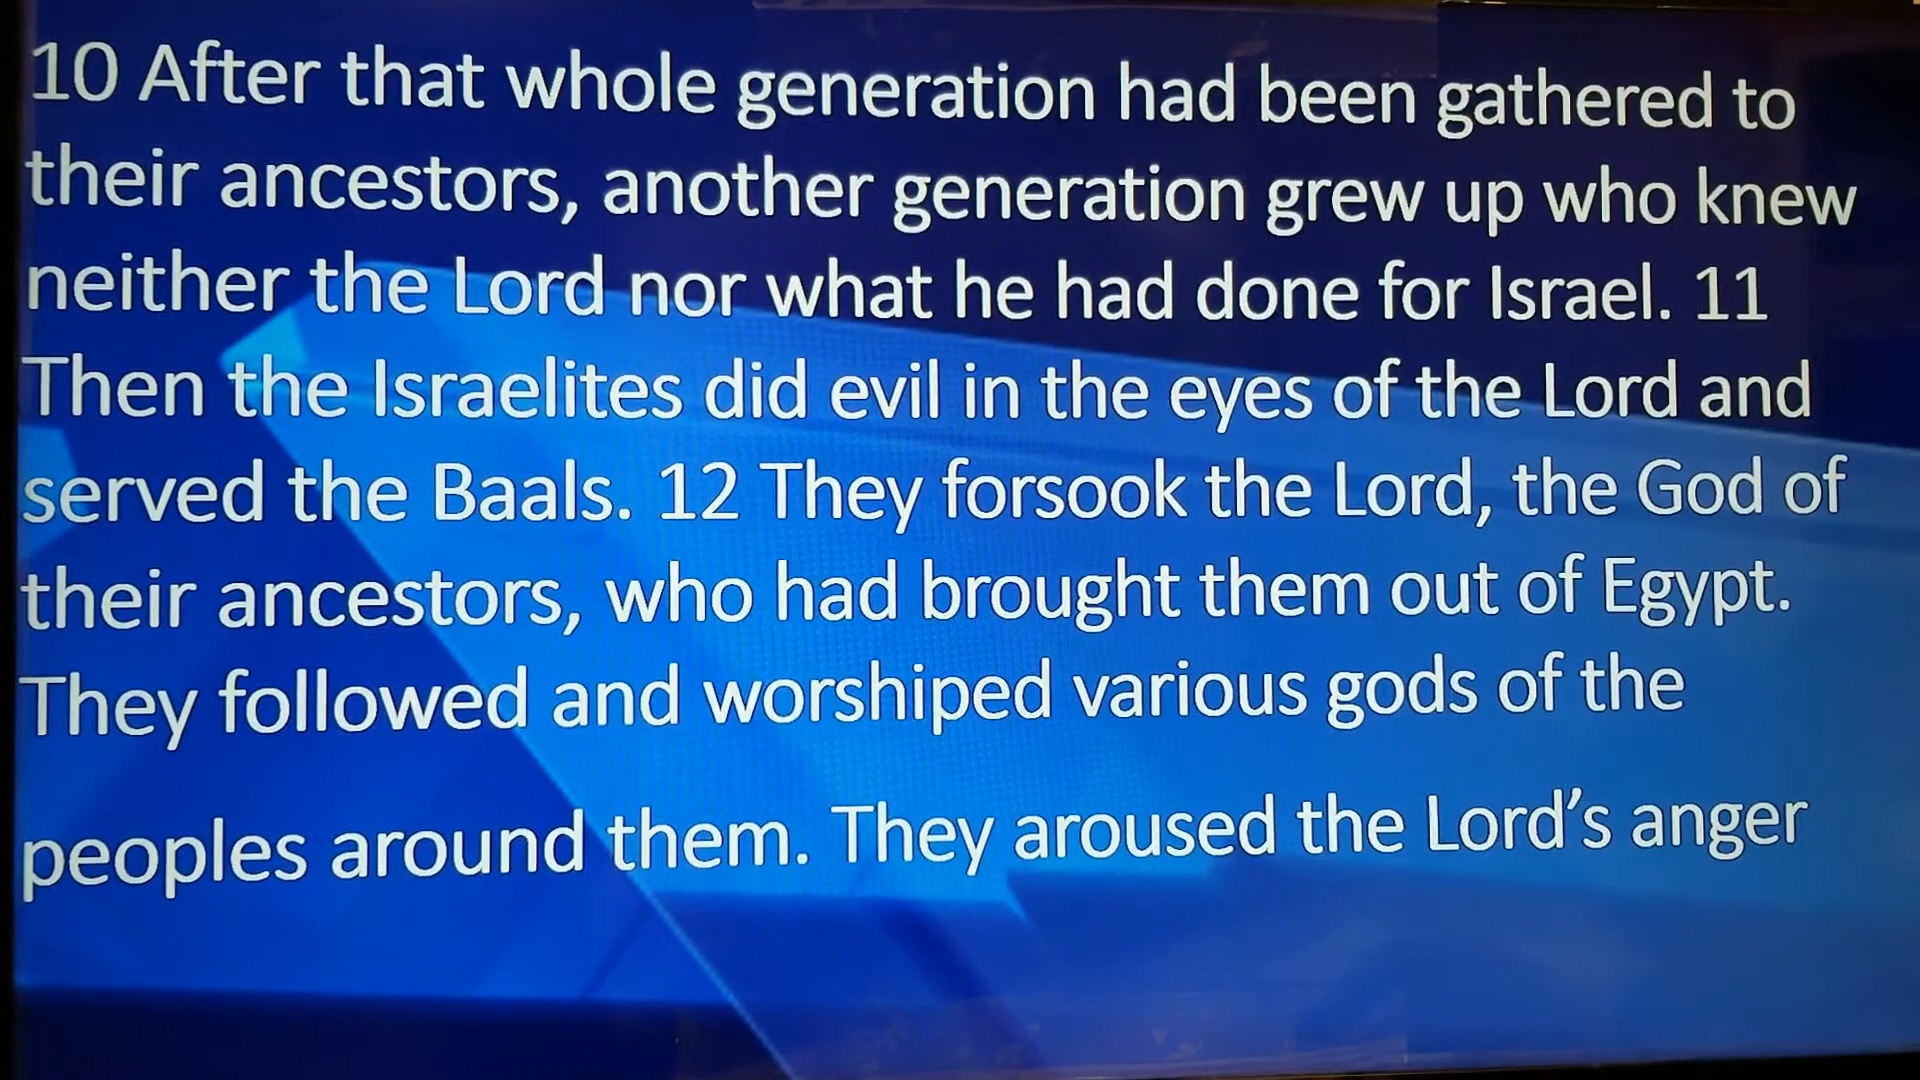 10 After that whole generation had been gathered to
their ancestors, another generation grew up who knew
neither the Lord nor what he had done for Israel. 11
Then the Israelites did evil in the eyes of the Lord and
served the Baals. 12 They forsook the Lord, the God of
their ancestors, who had brought them out of Egypt.
They followed and worshiped various gods of the
peoples around them. They aroused the Lord’s anger